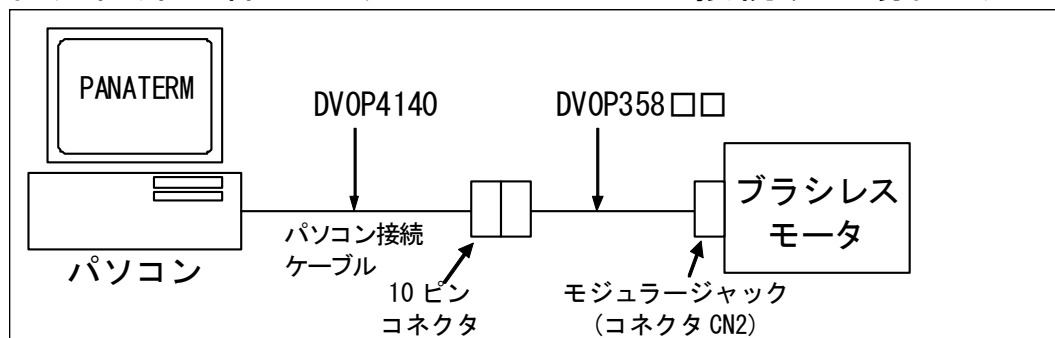 PANATERM
DV0P4140
DV0P358□□
ブラシレス
モータ
パソコン接続
ケーブル
パソコン
10 ピン
コネクタ
モジュラージャック
(コネクタ CN2)